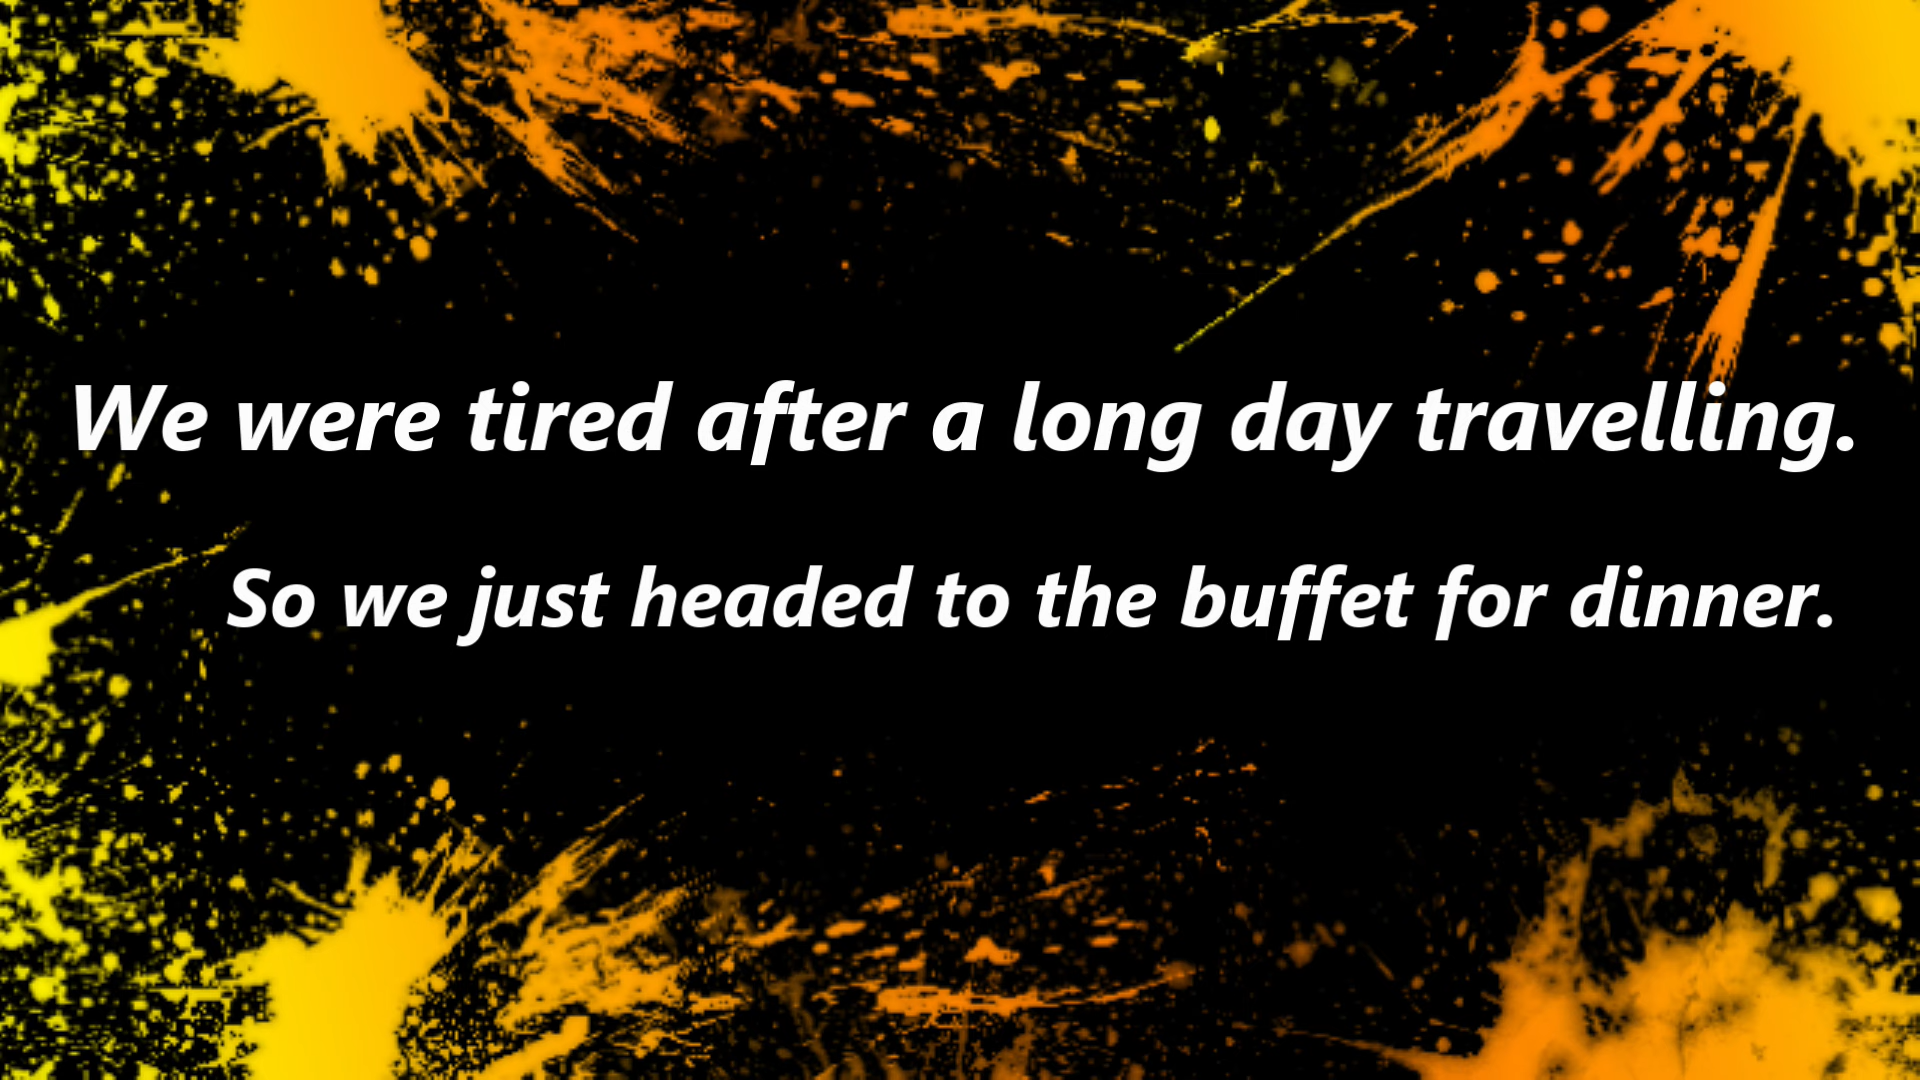 We were tired after a long day travelling.
So we just headed to the buffet for dinner.